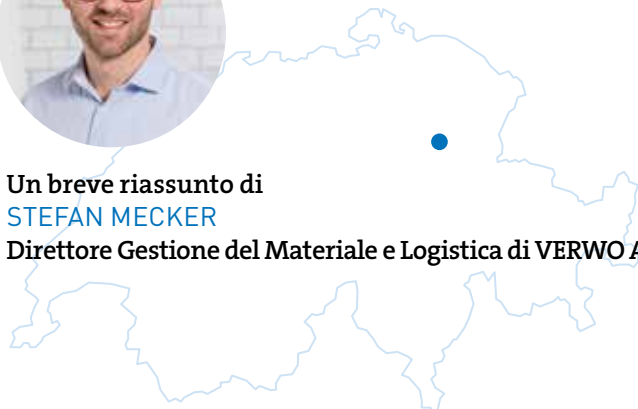 Un breve riassunto di
STEFAN MECKER
Direttore Gestione del Materiale e Logistica di VERWO